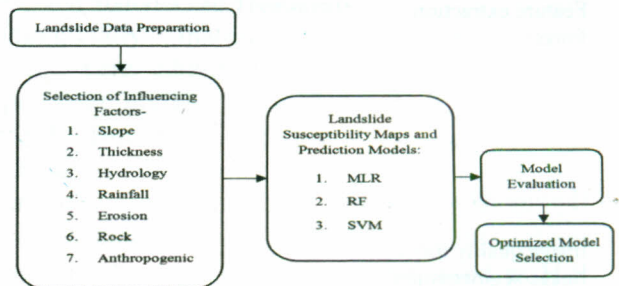 Landslide Data Preparation
Selection of Influencing
Factors-
1. Slope
2. Thickness
3. Hydrology
4. Rainfall
5. Erosion
6. Rock
7. Anthropogenic
Landslide
Susceptibility Maps and
Prediction Models:
1. MLR
2. RF
3. SVM
Model
Evaluation
Optimized Model
Selection